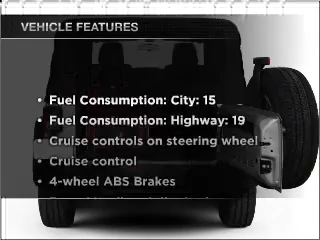 VEHICLE FEATURES
• Fuel Consumption: City: 15
• Fuel Consumption: Highway: 19
• Cruise controls on steering wheel
• Cruise control
• 4-wheel ABS Brakes